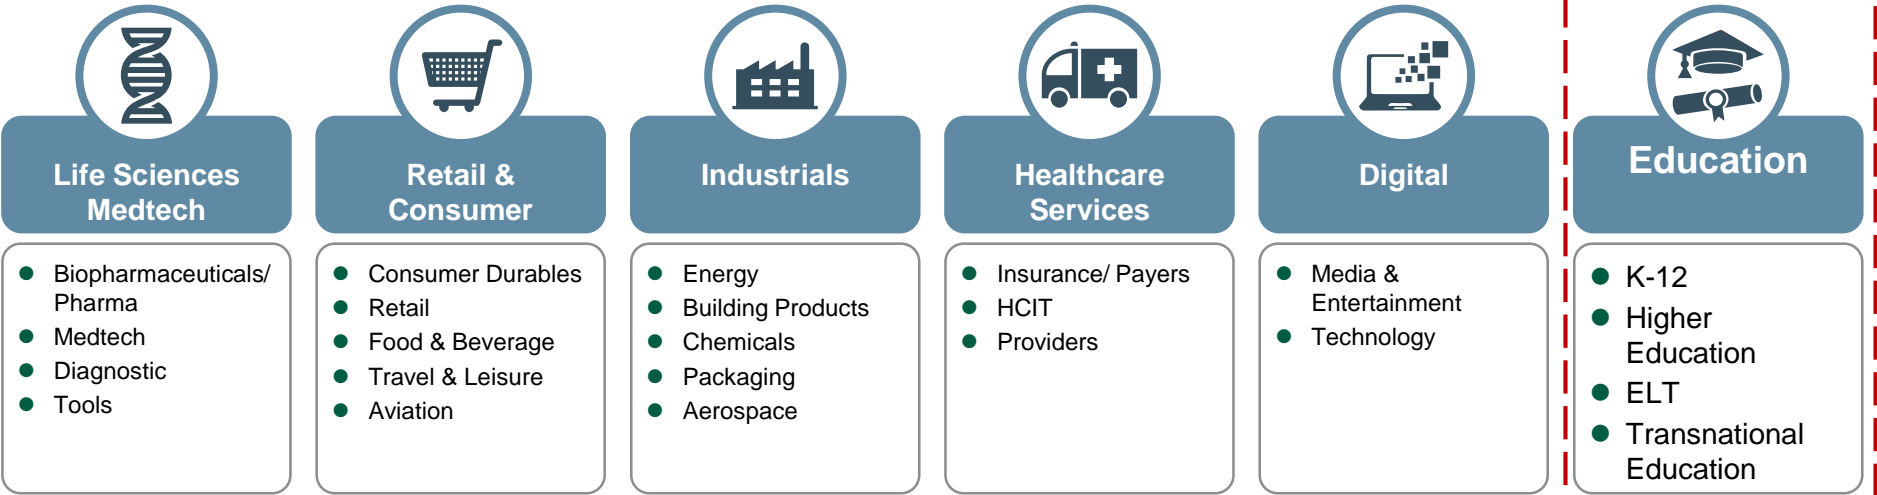 Life Sciences
Medtech
Biopharmaceuticals/
Pharma
Medtech
Diagnostic
Tools
Retail &
Consumer
Consumer Durables
Retail
Food & Beverage
Travel & Leisure
Aviation
Industrials
Energy
Building Products
Chemicals
Packaging
Aerospace
Healthcare
Services
Insurance/ Payers
HCIT
Providers
Digital
Media &
Entertainment
Technology
Education
K-12
Higher
Education
ELT
Transnational
Education